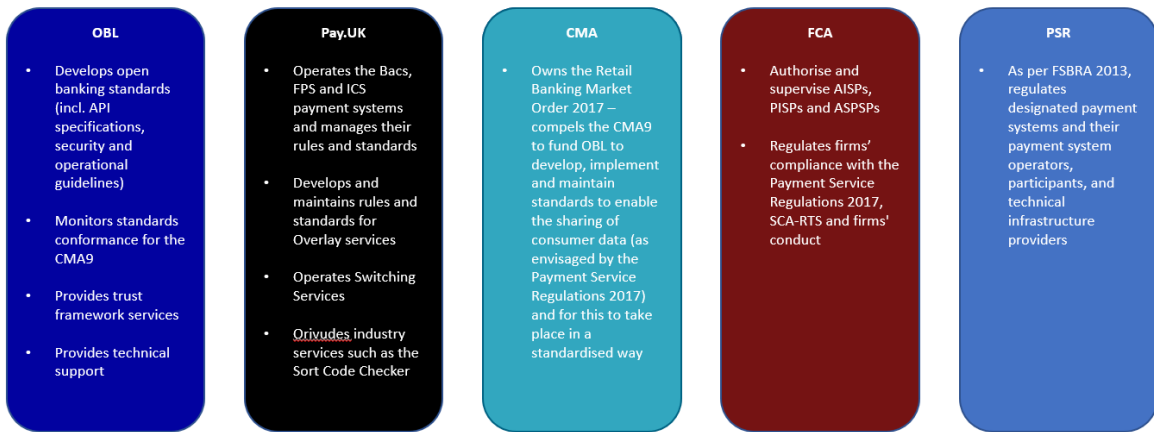 OBL
• Develops open
banking standards
(incl. API
specifications,
security and
operational
guidelines)
• Monitors standards
conformance for the
CMA9
• Provides trust
framework services
• Provides technical
support
Pay.UK
• Operates the Bacs,
FPS and ICS
payment systems
and manages their
rules and standards
• Develops and
maintains rules and
standards for
Overlay services
• Operates Switching
Services
• Orivudes industry
services such as the
Sort Code Checker
CMA
• Owns the Retail
Banking Market
Order 2017 –
compels the CMA9
to fund OBL to
develop, implement
and maintain
standards to enable
the sharing of
consumer data (as
envisaged by the
Payment Service
Regulations 2017)
and for this to take
place in a
standardised way
FCA
• Authorise and
supervise AISPs,
PISPs and ASPSPs
• Regulates firms’
compliance with the
Payment Service
Regulations 2017,
SCA-RTS and firms'
conduct
PSR
• As per FSBRA 2013,
regulates
designated payment
systems and their
payment system
operators,
participants, and
technical
infrastructure
providers